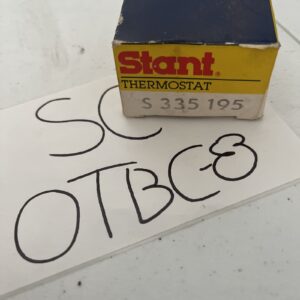 Stant
THERMOSTAT
S 335 195
SC
OTBC-8